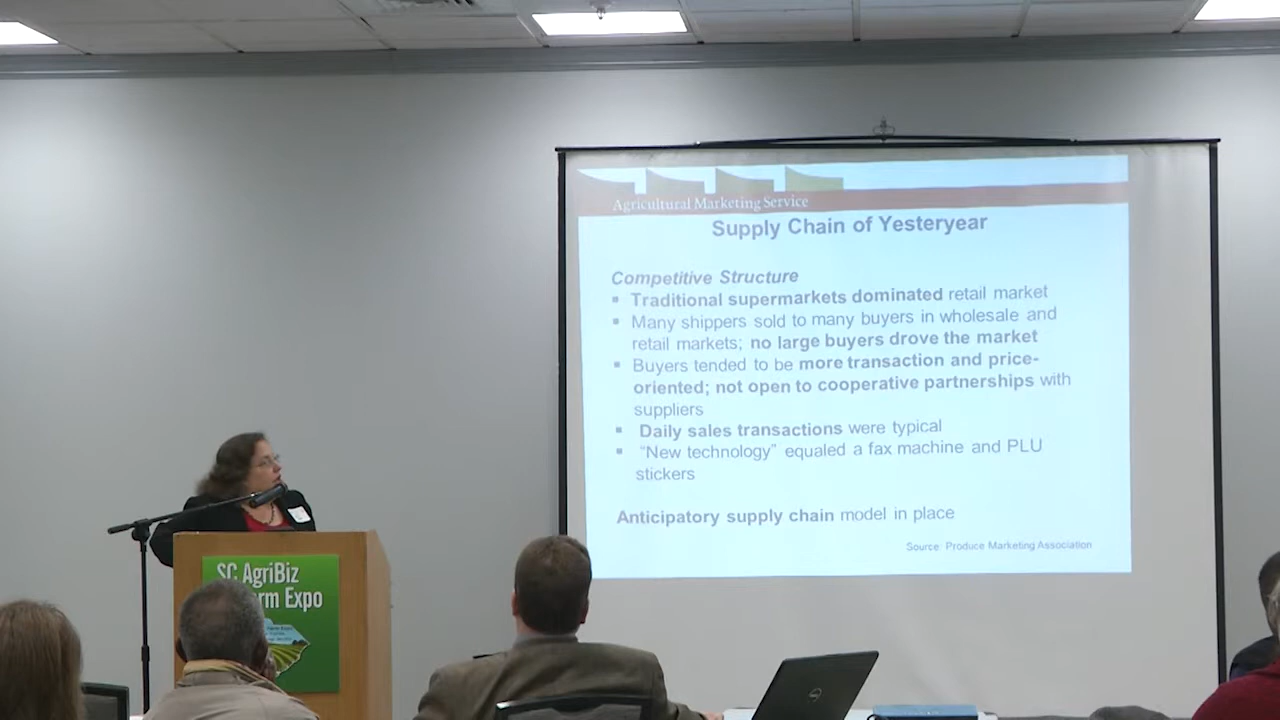 Agricultural Marketing Service
Supply Chain of Yesteryear
Competitive Structure
▪ Traditional supermarkets dominated retail market
▪ Many shippers sold to many buyers in wholesale and
retail markets; no large buyers drove the market
▪ Buyers tended to be more transaction and price-
oriented; not open to cooperative partnerships with
suppliers
▪ Daily sales transactions were typical
▪ "New technology" equaled a fax machine and PLU
stickers
Anticipatory supply chain model in place
Source: Produce Marketing Association
SC AgriBiz
rm Expo
DELL